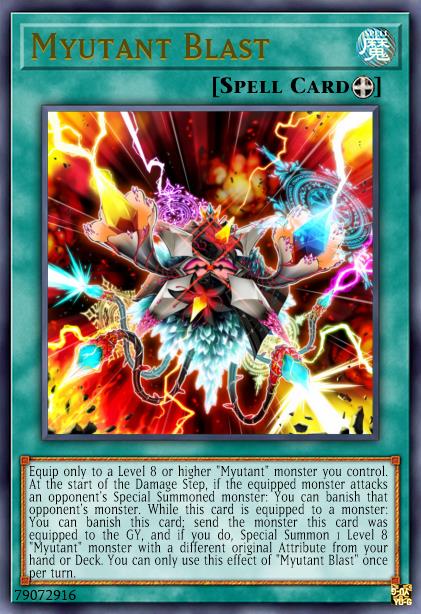 MYUTANT BLAST
SPELL
魔
[SPELL CARD]
Equip only to a Level 8 or higher "Myutant" monster you control.
At the start of the Damage Step, if the equipped monster attacks
an opponent's Special Summoned monster: You can banish that
opponent's monster. While this card is equipped to a monster:
You can banish this card; send the monster this card was
equipped to the GY, and if you do, Special Summon 1 Level 8
"Myutant" monster with a different original Attribute from your
hand or Deck. You can only use this effect of "Myutant Blast" once
per turn.
79072916